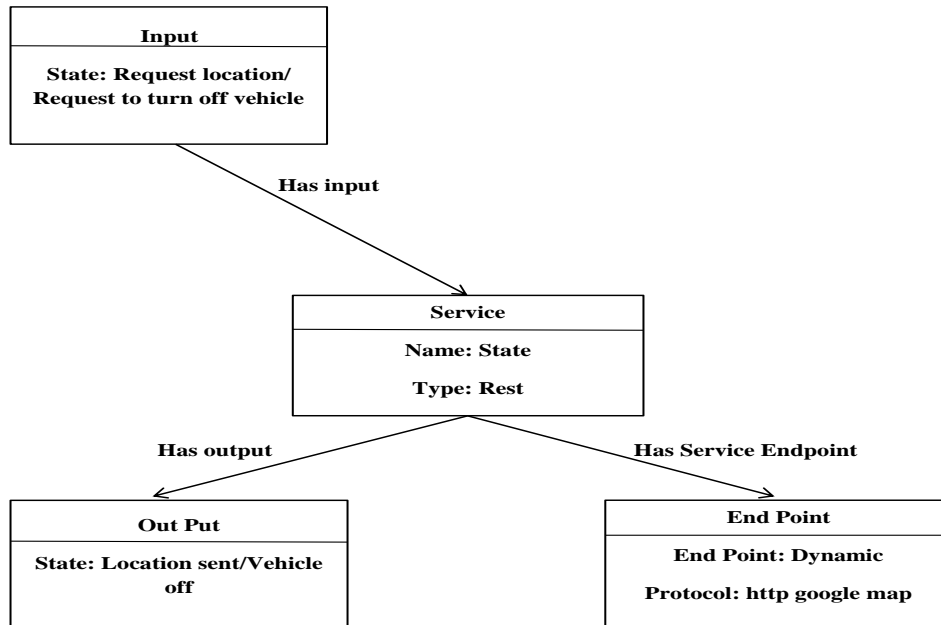 Input
State: Request location/
Request to turn off vehicle
Has input
Service
Name: State
Type: Rest
Has output
Has Service Endpoint
Out Put
State: Location sent/Vehicle
off
End Point
End Point: Dynamic
Protocol: http google map